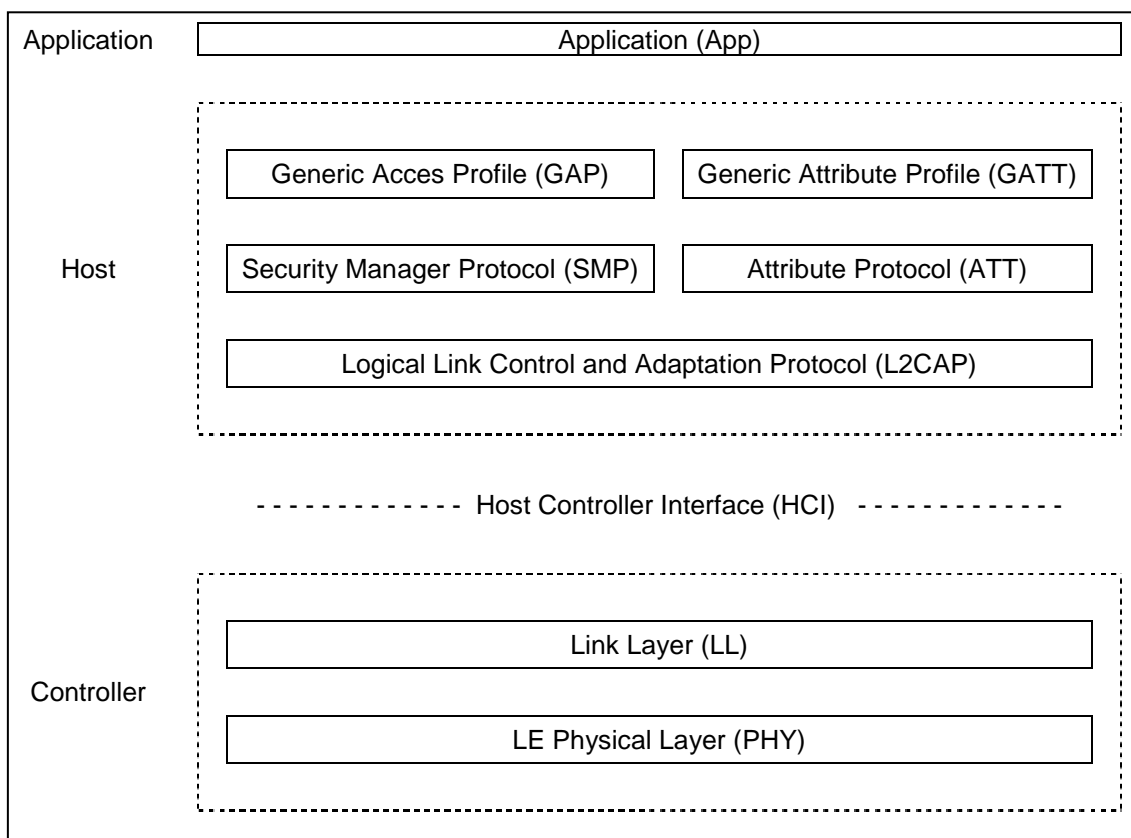 Application
Application (App)
Generic Acces Profile (GAP)
Generic Attribute Profile (GATT)
Host
Security Manager Protocol (SMP)
Attribute Protocol (ATT)
Logical Link Control and Adaptation Protocol (L2CAP)
- - - - - - - - - - - - - Host Controller Interface (HCI) - - - - - - - - - - - - -
Link Layer (LL)
Controller
LE Physical Layer (PHY)